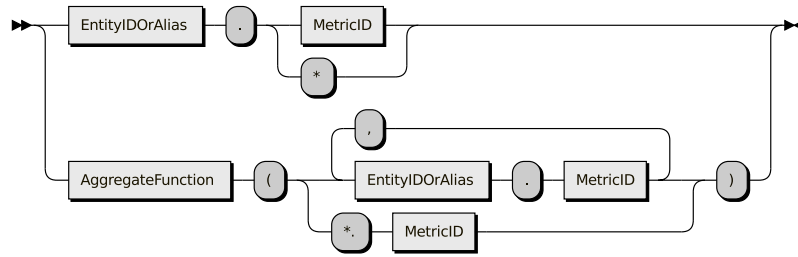 EntityIDOrAlias . MetricID
*
,
AggregateFunction ( EntityIDOrAlias . MetricID )
*. MetricID